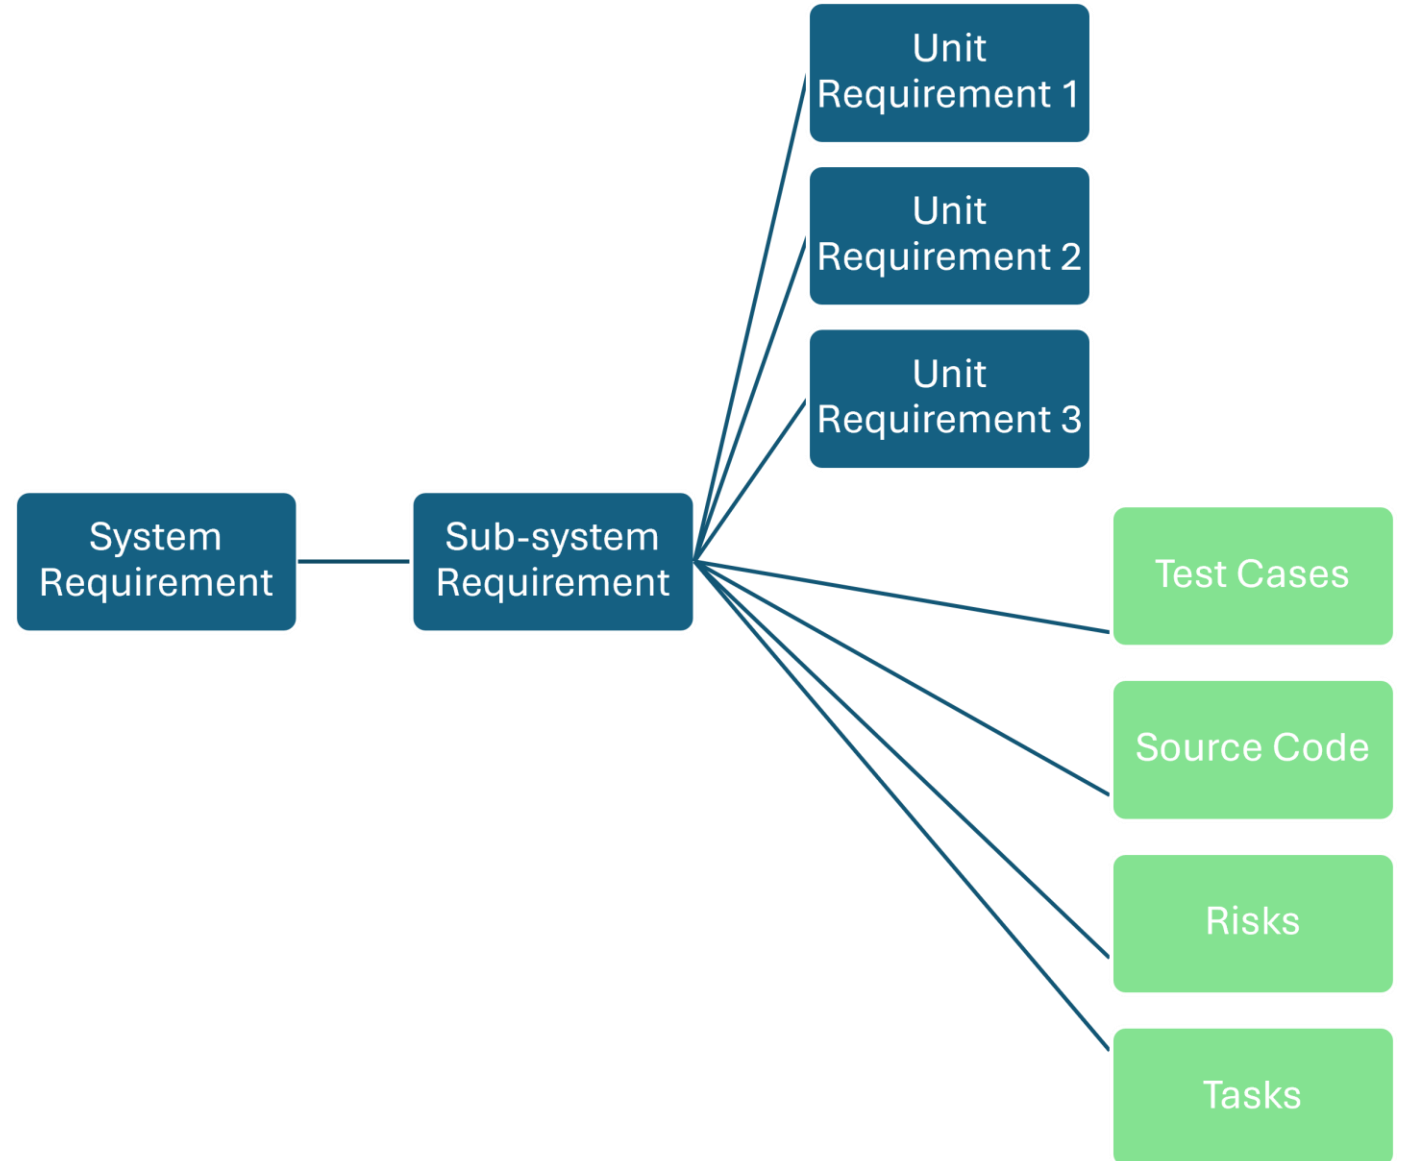 Unit
Requirement 1
Unit
Requirement 2
Unit
Requirement 3
System
Requirement
Sub-system
Requirement
Test Cases
Source Code
Risks
Tasks